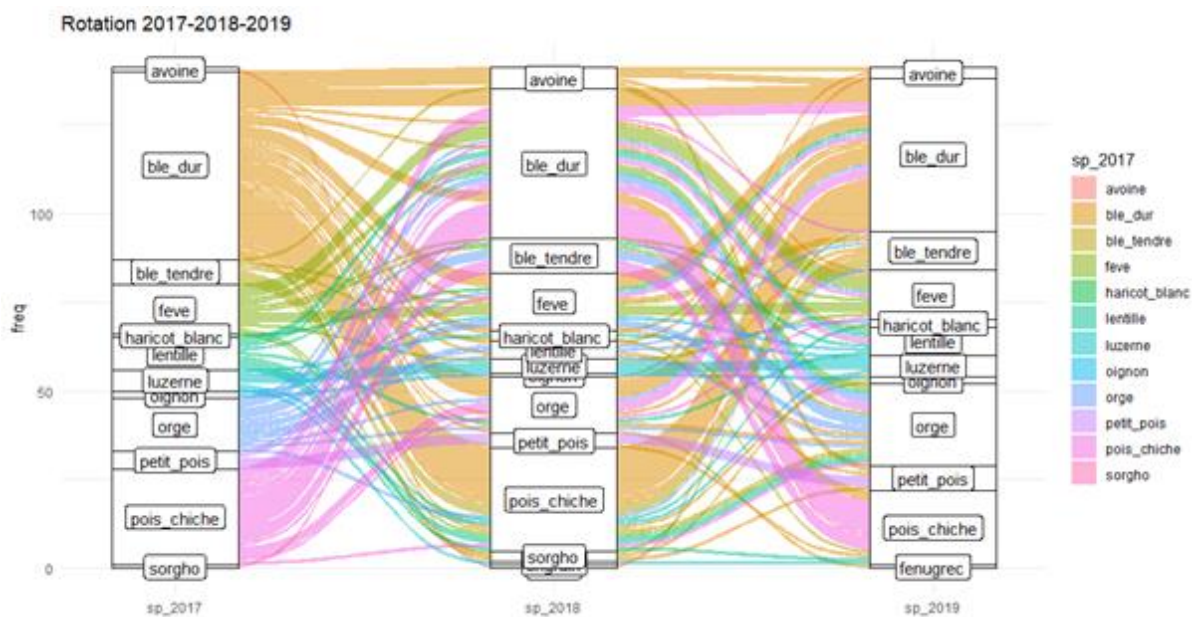 Rotation 2017-2018-2019
freq
100
50
0
avoine
ble_dur
ble_tendre
feve
haricot_blanc
lentille
luzerne
oignon
orge
petit_pois
pois_chiche
sorgho
avoine
ble_dur
ble_tendre
feve
haricot_blanc
lentille
luzerne
oignon
orge
petit_pois
pois_chiche
sorgho
avoine
ble_dur
ble_tendre
feve
haricot_blanc
lentille
luzerne
oignon
orge
petit_pois
pois_chiche
fenugrec
sp_2017
sp_2018
sp_2019
sp_2017
avoine
ble_dur
ble_tendre
feve
haricot_blanc
lentille
luzerne
oignon
orge
petit_pois
pois_chiche
sorgho